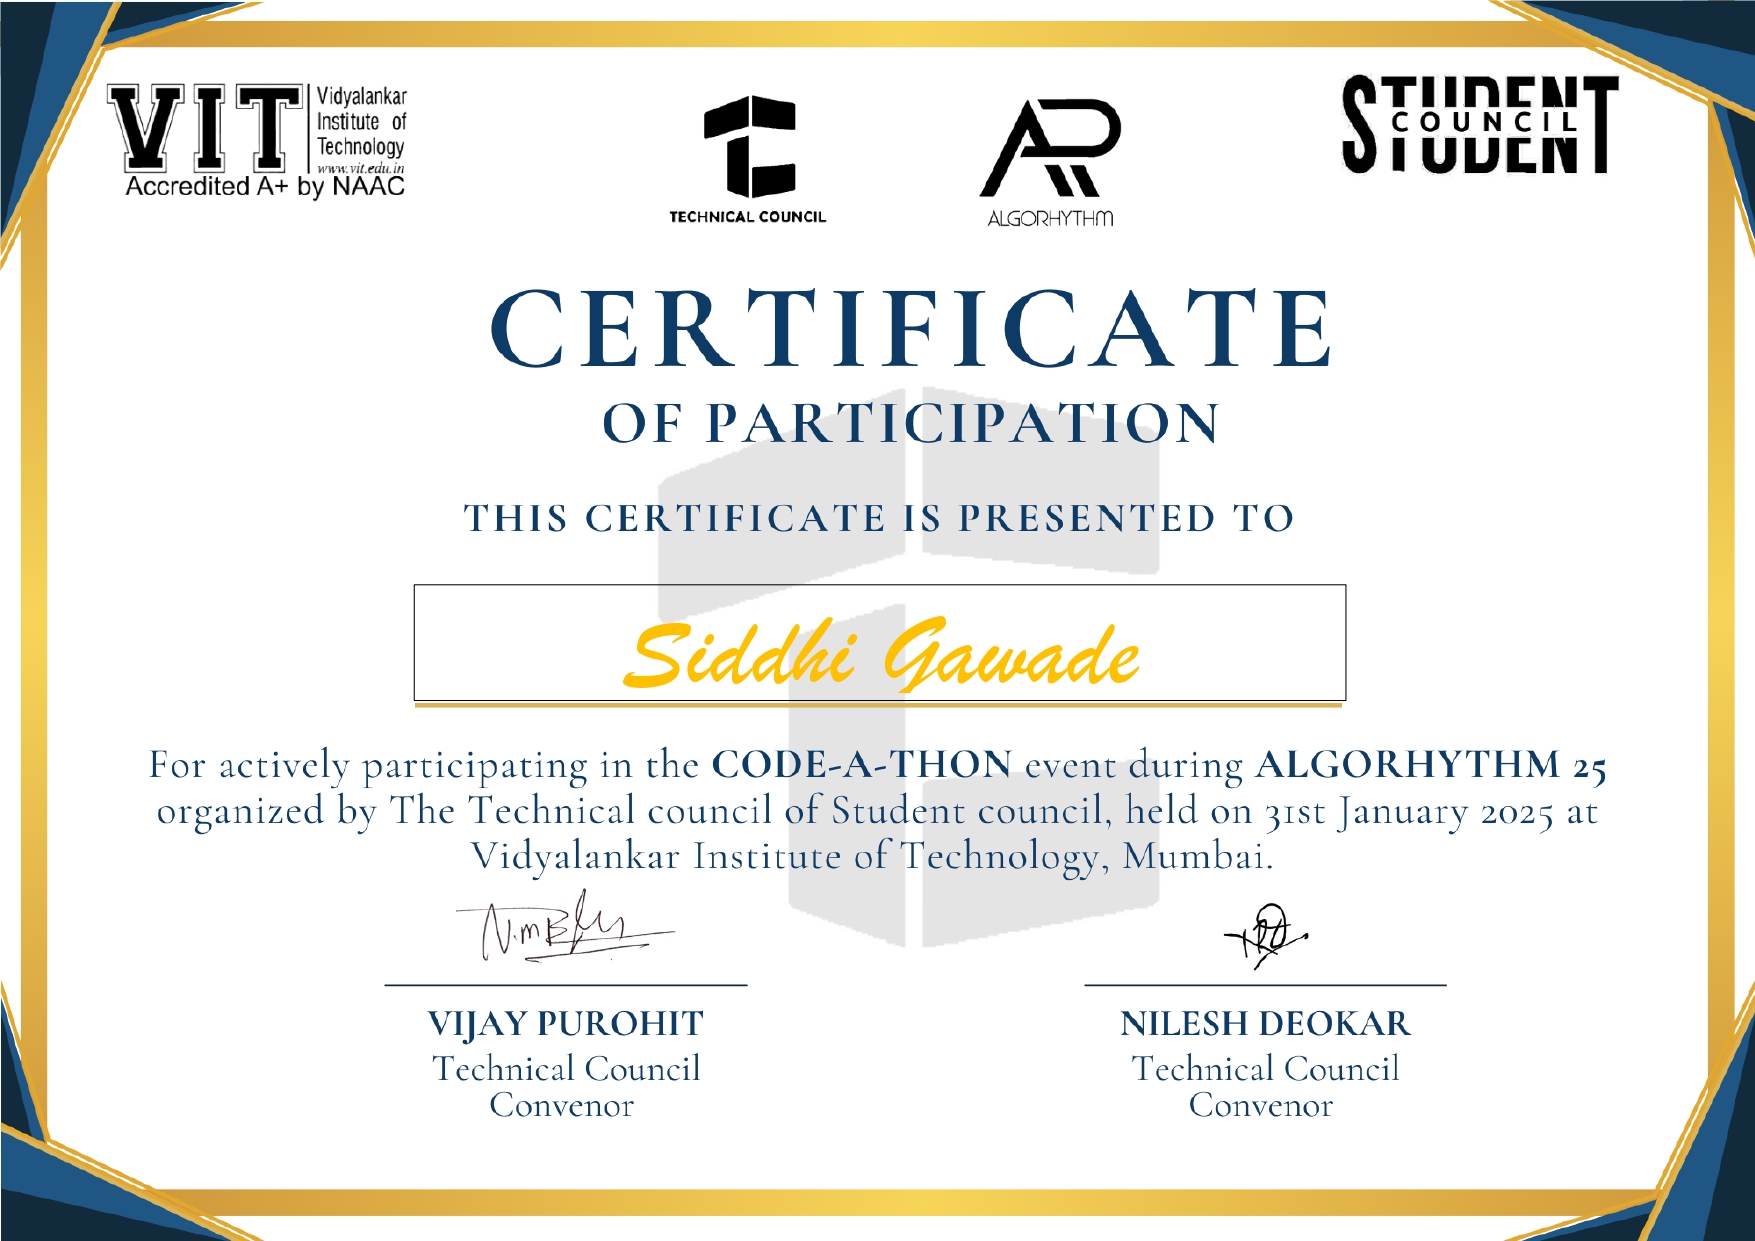 VIT
Vidyalankar
Institute of
Technology
www.vit.edu.in
Accredited A+ by NAAC
TECHNICAL COUNCIL
AR
ALGORHYTHM
STUDENT
COUNCIL
STUDENT
CERTIFICATE
OF PARTICIPATION
THIS CERTIFICATE IS PRESENTED TO
Siddhi Gawade
For actively participating in the CODE-A-THON event during ALGORHYTHM 25
organized by The Technical council of Student council, held on 31st January 2025 at
Vidyalankar Institute of Technology, Mumbai.
VIJAY PUROHIT
Technical Council
Convenor
NILESH DEOKAR
Technical Council
Convenor